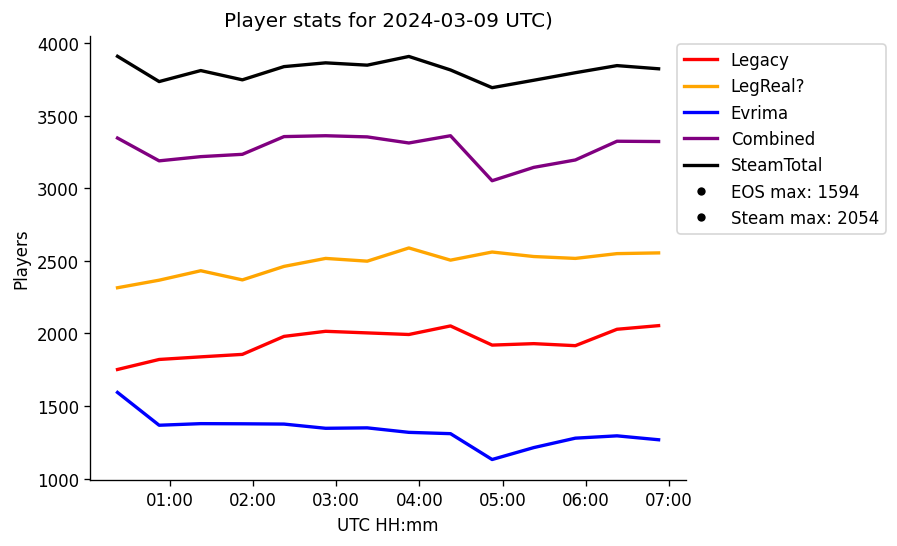 Player stats for 2024-03-09 UTC)
4000
3500
3000
2500
2000
1500
1000
Players
01:00 02:00 03:00 04:00 05:00 06:00 07:00
UTC HH:mm
Legacy
LegReal?
Evrima
Combined
SteamTotal
EOS max: 1594
Steam max: 2054